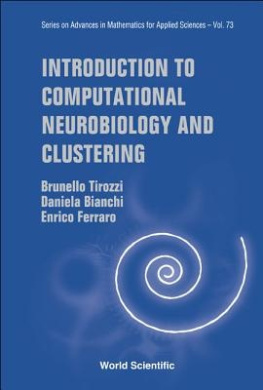 Series on Advances in Mathematics for Applied Sciences – Vol. 73
INTRODUCTION TO
COMPUTATIONAL
NEUROBIOLOGY AND
CLUSTERING
Brunello Tirozzi
Daniela Bianchi
Enrico Ferraro
World Scientific